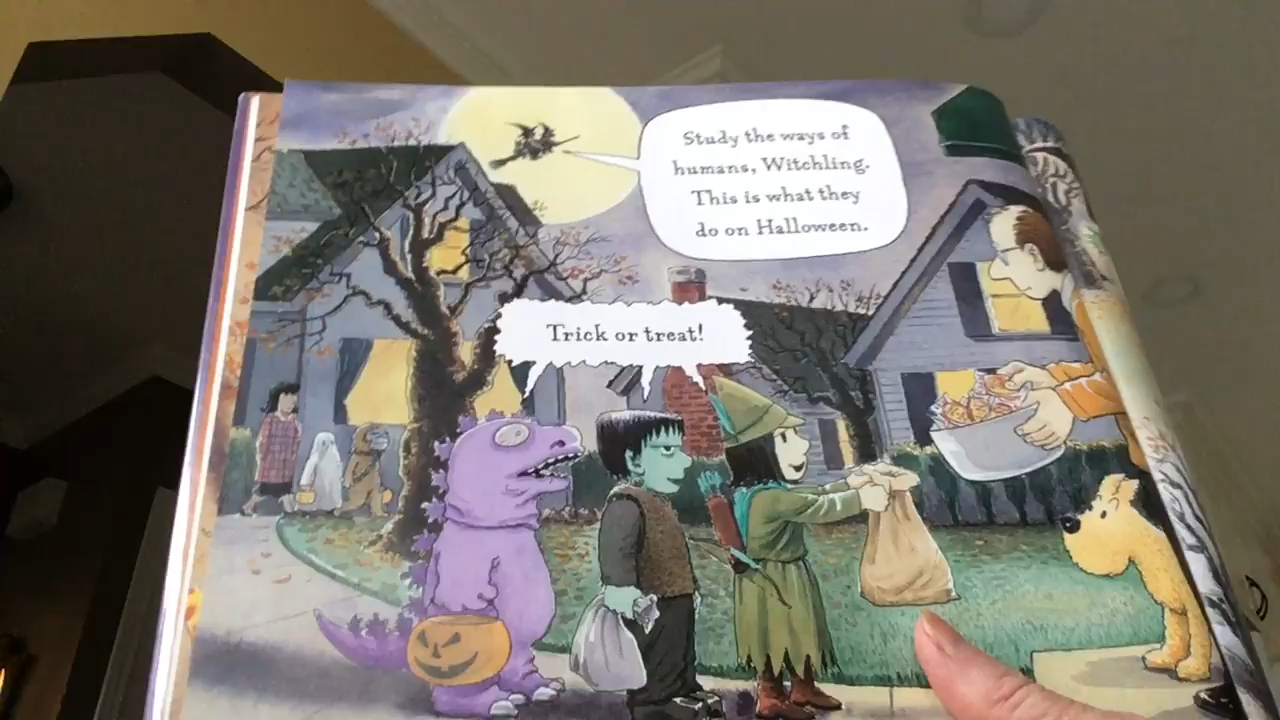 Study the ways of
humans, Witchling.
This is what they
do on Halloween.
Trick or treat!